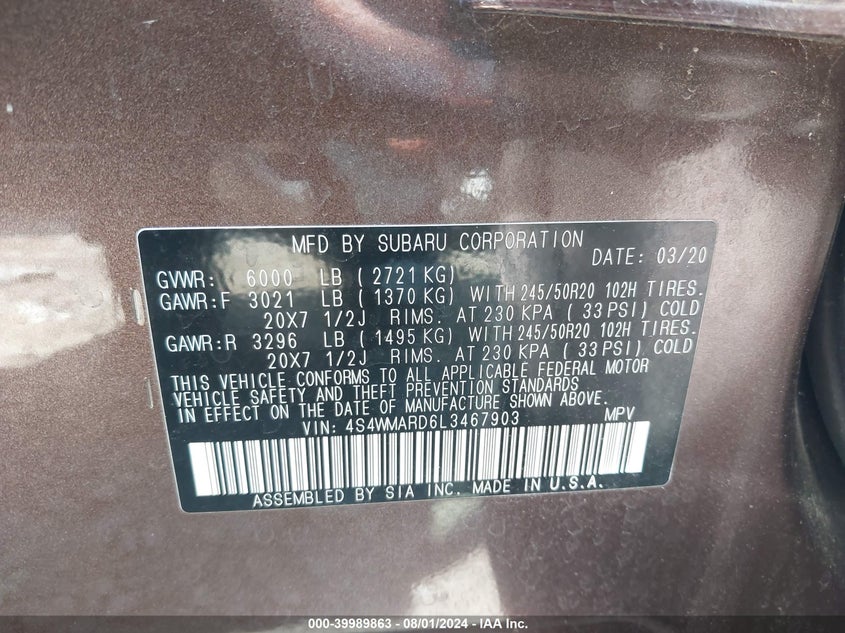 MFD BY SUBARU CORPORATION
DATE: 03/20
GVWR: 6000 LB ( 2721 KG)
GAWR:F 3021 LB ( 1370 KG) WITH 245/50R20 102H TIRES.
20X7 1/2J RIMS. AT 230 KPA ( 33 PSI) COLD
GAWR:R 3296 LB ( 1495 KG) WITH 245/50R20 102H TIRES.
20X7 1/2J RIMS. AT 230 KPA ( 33 PSI) COLD
THIS VEHICLE CONFORMS TO ALL APPLICABLE FEDERAL MOTOR
VEHICLE SAFETY AND THEFT PREVENTION STANDARDS
IN EFFECT ON THE DATE OF MANUFACTURE SHOWN ABOVE.
VIN: 4S4WMARD6L3467903 MPV
ASSEMBLED BY SIA INC. MADE IN U.S.A.
000-39989863 - 08/01/2024 - IAA Inc.